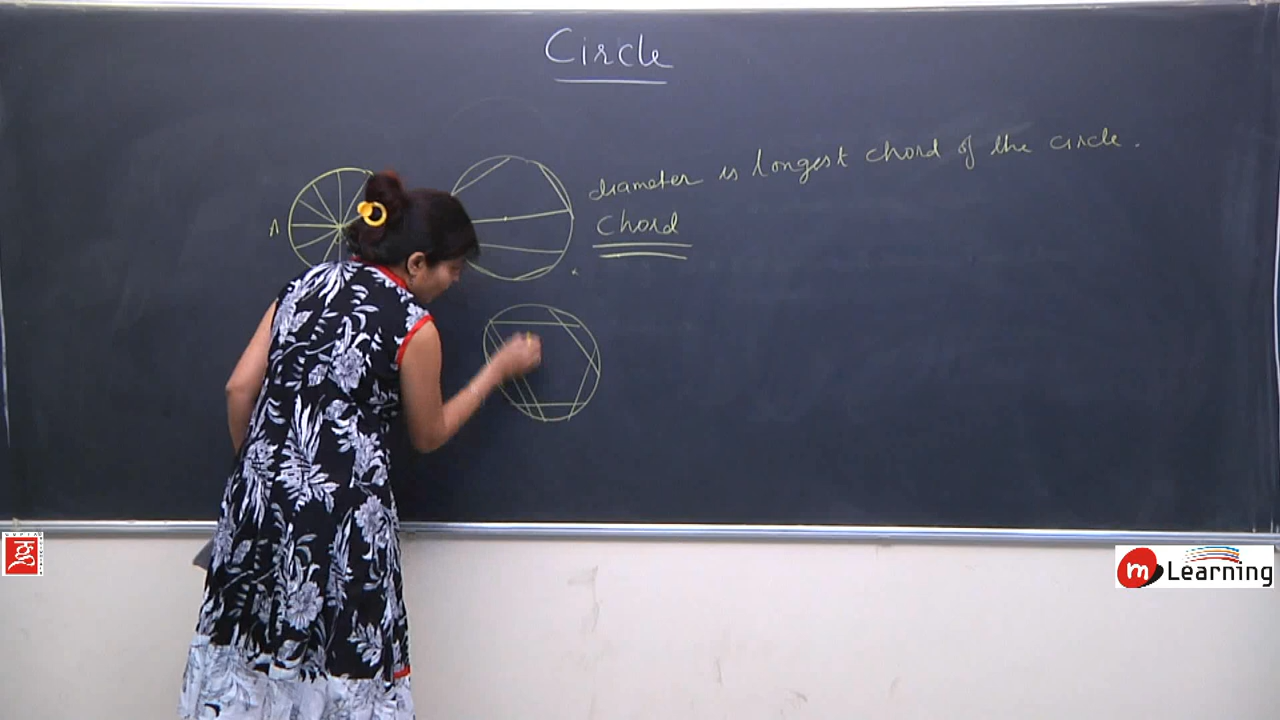 Circle
diameter is longest chord of the circle.
Chord
A
m Learning